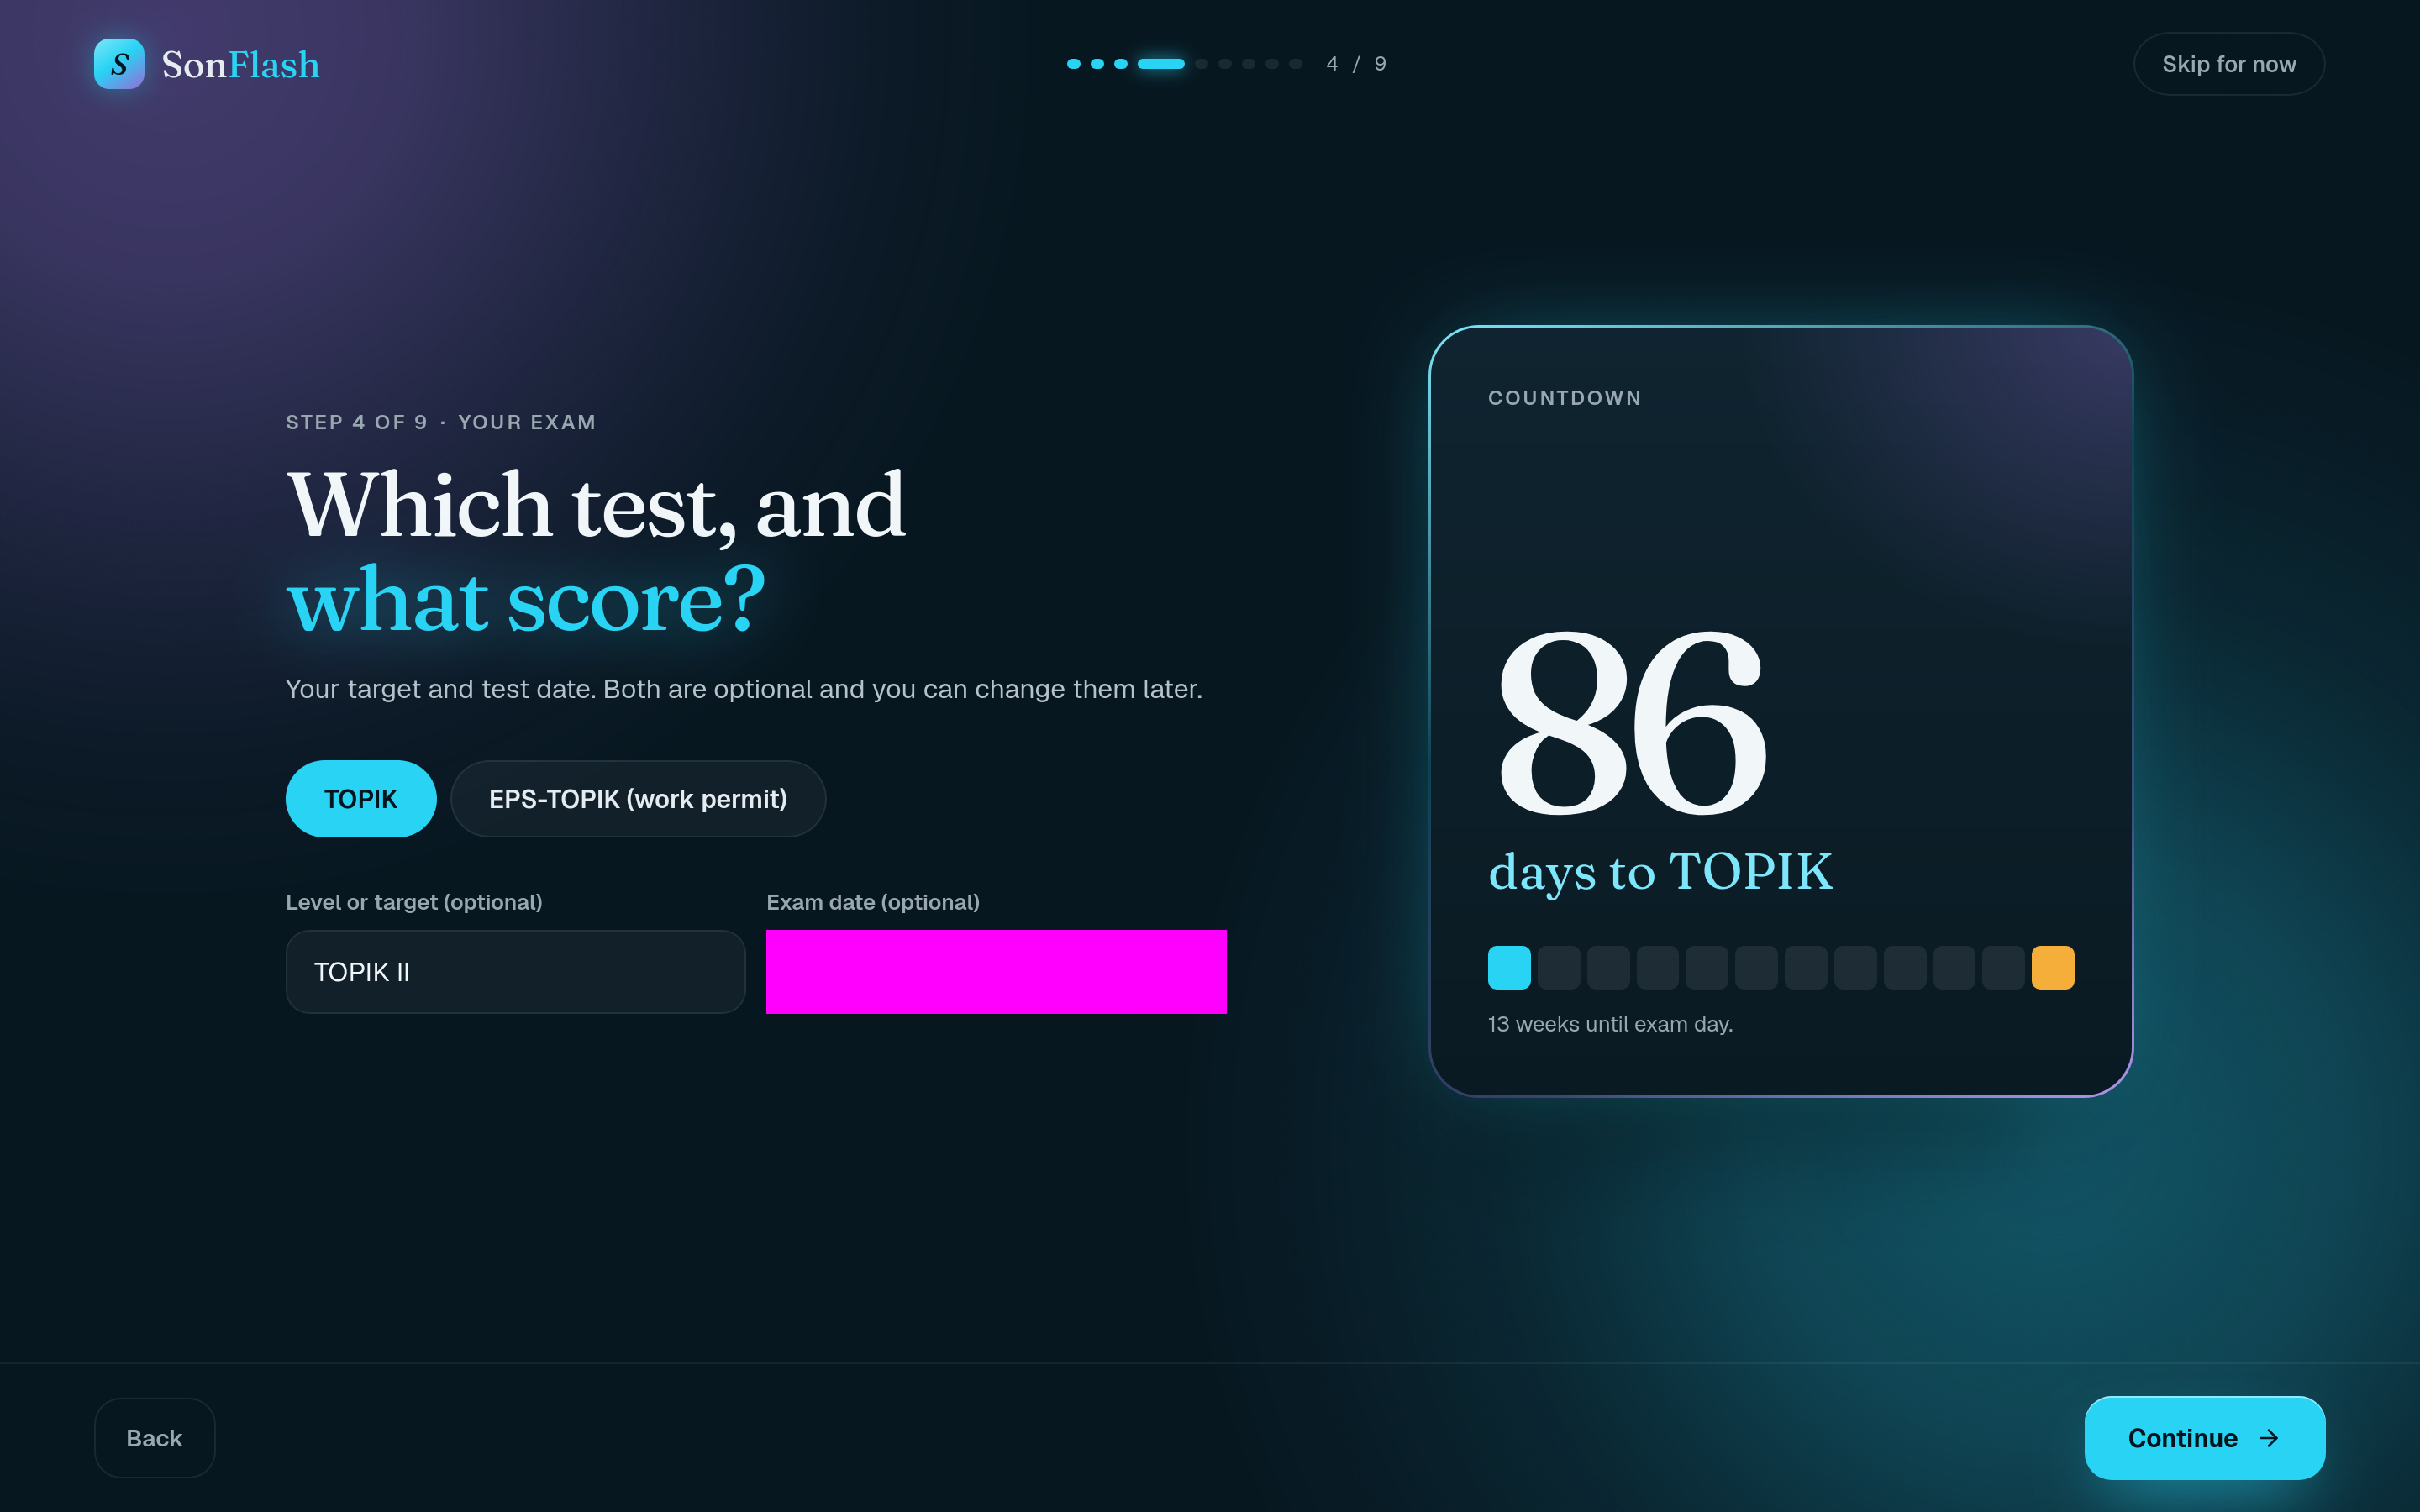 S SonFlash
4 / 9
Skip for now
STEP 4 OF 9 · YOUR EXAM
Which test, and
what score?
Your target and test date. Both are optional and you can change them later.
TOPIK
EPS-TOPIK (work permit)
Level or target (optional)
Exam date (optional)
TOPIK II
COUNTDOWN
86
days to TOPIK
13 weeks until exam day.
Back
Continue →